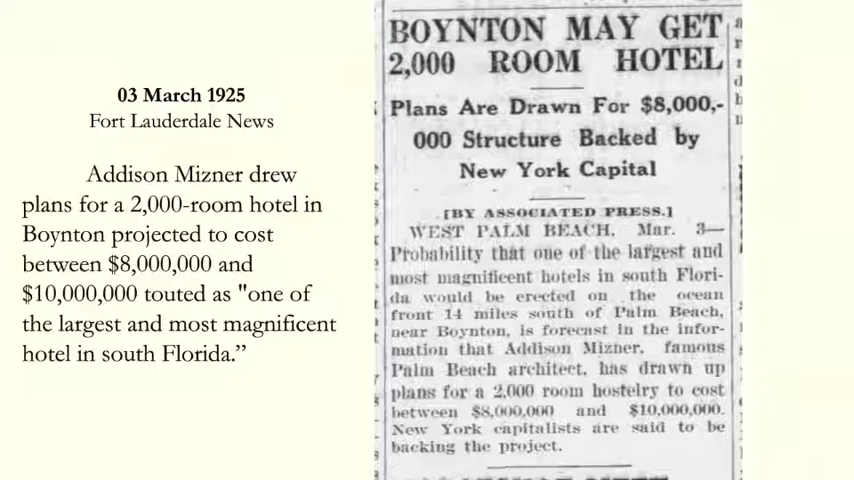 03 March 1925
Fort Lauderdale News
Addison Mizner drew
plans for a 2,000-room hotel in
Boynton projected to cost
between $8,000,000 and
$10,000,000 touted as "one of
the largest and most magnificent
hotel in south Florida.”
BOYNTON MAY GET
2,000 ROOM HOTEL
Plans Are Drawn For $8,000,-
000 Structure Backed by
New York Capital
[BY ASSOCIATED PRESS.]
WEST PALM BEACH, Mar. 3—
Probability that one of the largest and
most magnificent hotels in south Flori-
da would be erected on the ocean
front 14 miles south of Palm Beach,
near Boynton, is forecast in the infor-
mation that Addison Mizner, famous
Palm Beach architect, has drawn up
plans for a 2,000 room hostelry to cost
between $8,000,000 and $10,000,000.
New York capitalists are said to be
backing the project.